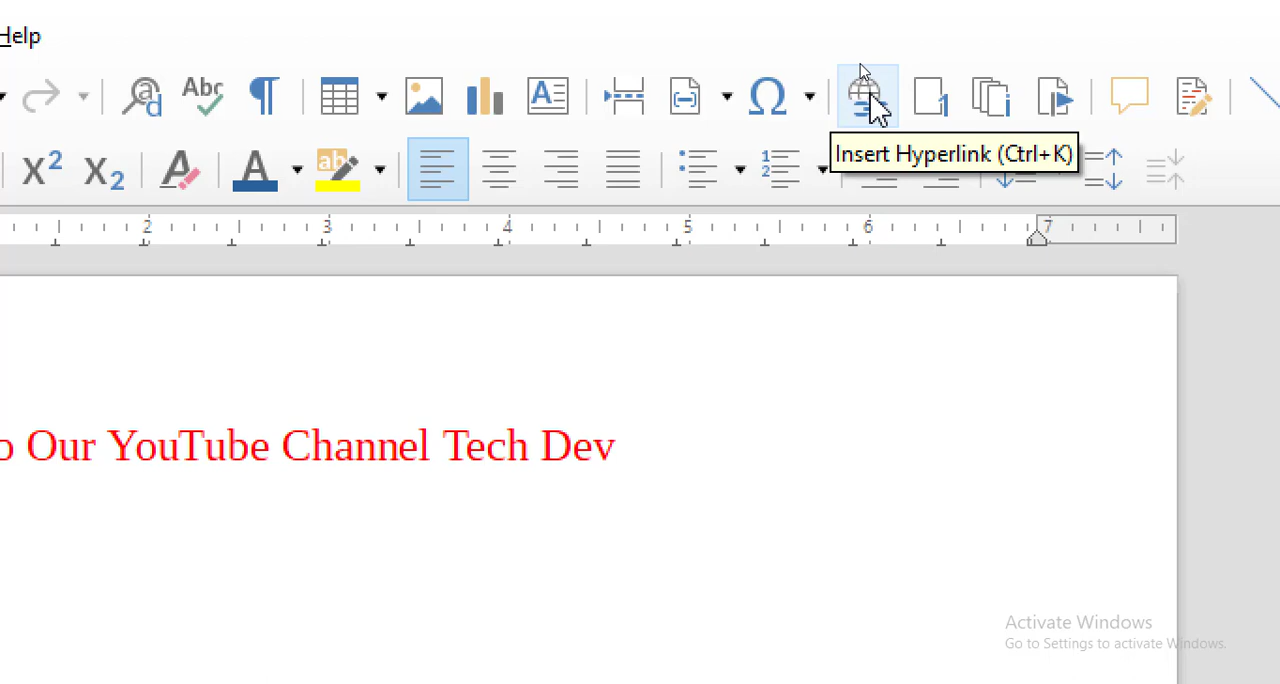 Help
Abc
Insert Hyperlink (Ctrl+K)
2 3 4 5 6 7
o Our YouTube Channel Tech Dev
Activate Windows
Go to Settings to activate Windows.